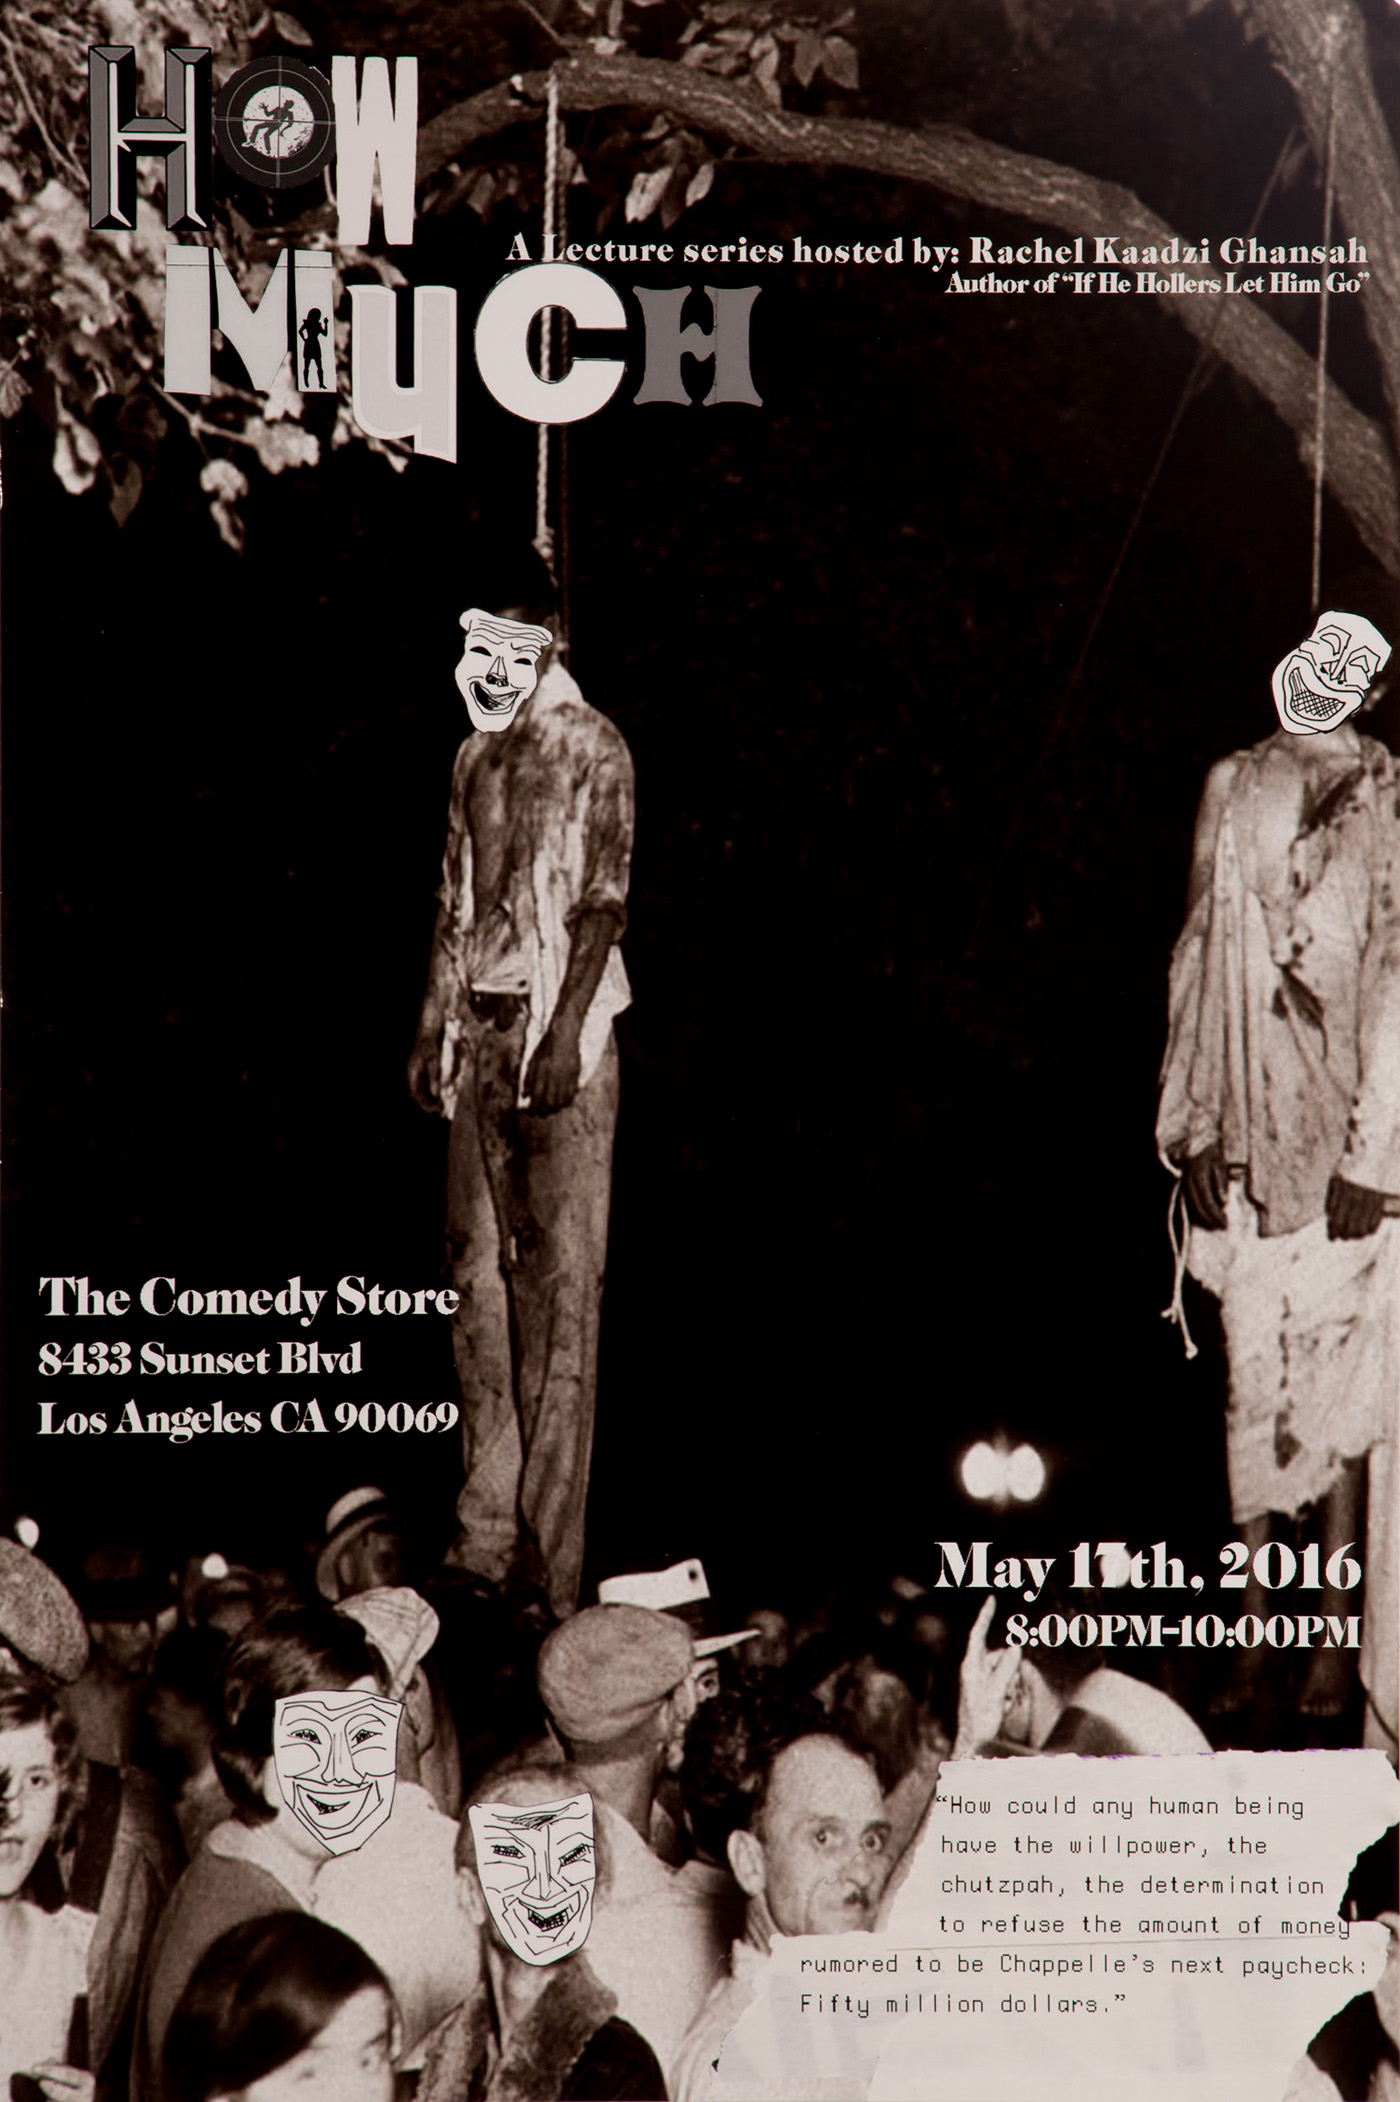 HOW
MuCH
A Lecture series hosted by: Rachel Kaadzi Ghansah
Author of “If He Hollers Let Him Go”
The Comedy Store
8433 Sunset Blvd
Los Angeles CA 90069
May 17th, 2016
8:00PM-10:00PM
“How could any human being
have the willpower, the
chutzpah, the determination
to refuse the amount of money
rumored to be Chappelle’s next paycheck:
Fifty million dollars.”